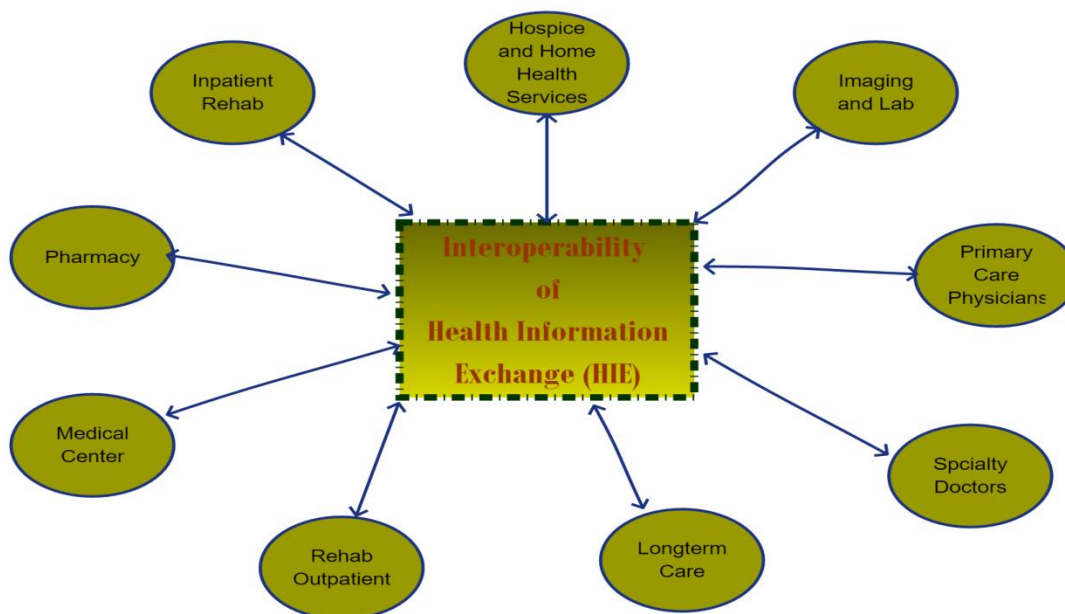 Hospice
and Home
Health
Services
Inpatient
Rehab
Imaging
and Lab
Pharmacy
Interoperability
of
Health Information
Exchange (HIE)
Primary
Care
Physicians
Medical
Center
Spcialty
Doctors
Rehab
Outpatient
Longterm
Care